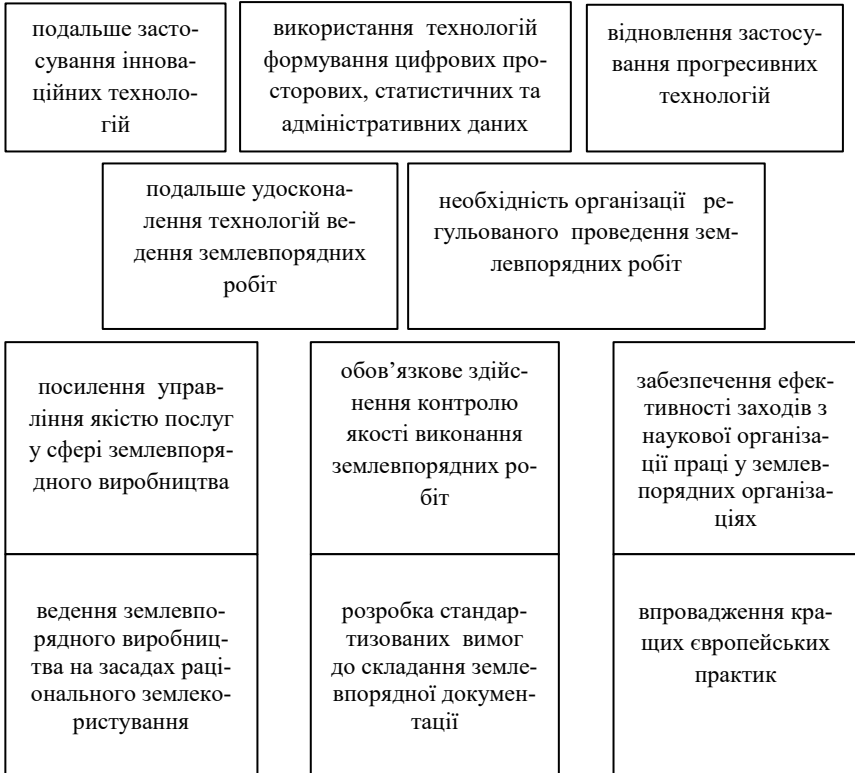 подальше засто-
сування іннова-
ційних техноло-
гій
використання технологій
формування цифрових про-
сторових, статистичних та
адміністративних даних
відновлення застосу-
вання прогресивних
технологій
подальше удоскона-
лення технологій ве-
дення землевпорядних
робіт
необхідність організації ре-
гульованого проведення зем-
левпорядних робіт
посилення управ-
ління якістю послуг
у сфері землевпоря-
дного виробництва
обов’язкове здійс-
нення контролю
якості виконання
землевпорядних ро-
біт
забезпечення ефек-
тивності заходів з
наукової організа-
ції праці у землев-
порядних організа-
ціях
ведення землевпо-
рядного виробниц-
тва на засадах раці-
онального землеко-
ристування
розробка стандар-
тизованих вимог
до складання земле-
впорядної докумен-
тації
впровадження кра-
щих європейських
практик